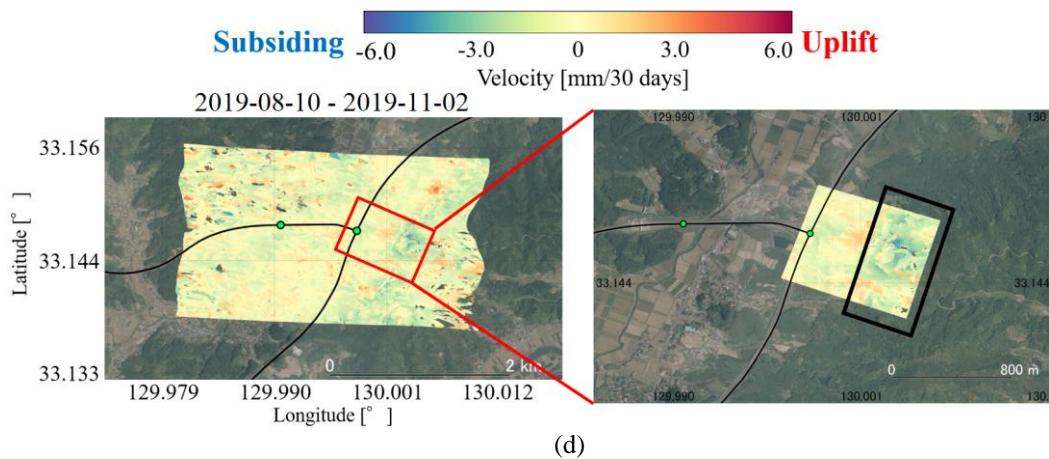 Subsiding -6.0 -3.0 0 3.0 6.0 Uplift
Velocity [mm/30 days]
2019-08-10 - 2019-11-02
33.156
33.144
33.133
Latitude [°]
0 2 km
129.979 129.990 130.001 130.012
Longitude [°]
129.990 130.001 130.
33.144 33.144
0 800 m
129.990 130.001 130.0
(d)